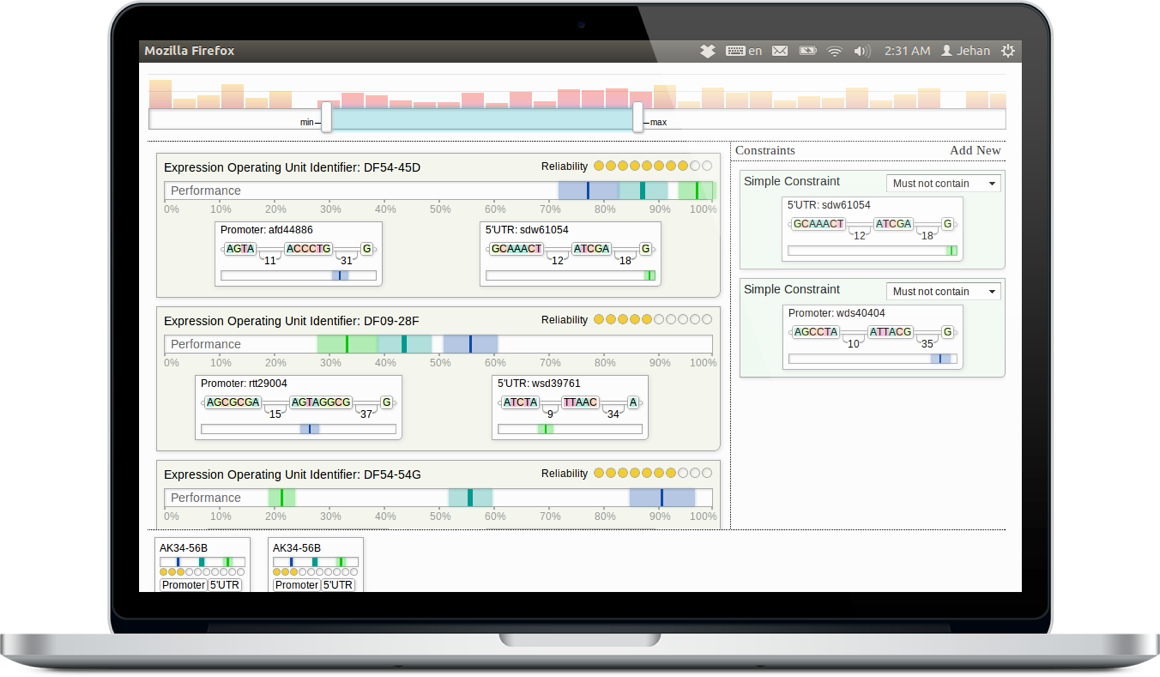 Mozilla Firefox en 2:31 AM Jehan
min max
Constraints Add New
Expression Operating Unit Identifier: DF54-45D Reliability
Performance
0% 10% 20% 30% 40% 50% 60% 70% 80% 90% 100%
Promoter: afd44886
AGTA ACCCTG G
11 31
5'UTR: sdw61054
GCAAACT ATCGA G
12 18
Expression Operating Unit Identifier: DF09-28F Reliability
Performance
0% 10% 20% 30% 40% 50% 60% 70% 80% 90% 100%
Promoter: rtt29004
AGCGCGA AGTAGGCG G
15 37
5'UTR: wsd39761
ATCTA TTAAC A
9 34
Expression Operating Unit Identifier: DF54-54G Reliability
Performance
0% 10% 20% 30% 40% 50% 60% 70% 80% 90% 100%
Simple Constraint Must not contain
5'UTR: sdw61054
GCAAACT ATCGA G
12 18
Simple Constraint Must not contain
Promoter: wds40404
AGCCTA ATTACG G
10 35
AK34-56B
Promoter 5'UTR
AK34-56B
Promoter 5'UTR